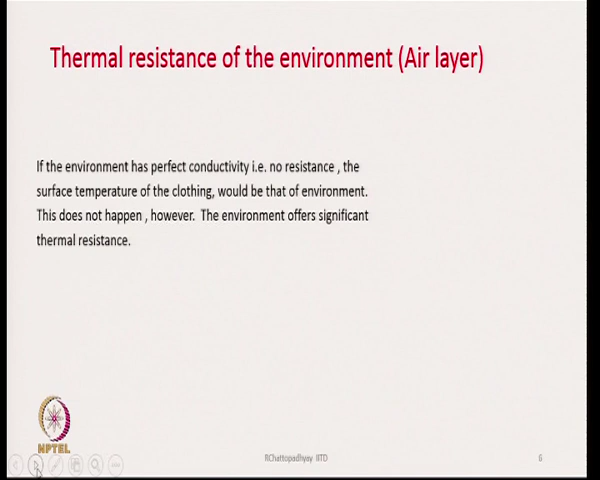 Thermal resistance of the environment (Air layer)
If the environment has perfect conductivity i.e. no resistance , the
surface temperature of the clothing, would be that of environment.
This does not happen , however. The environment offers significant
thermal resistance.
NPTEL
RChattopadhyay IITD
6